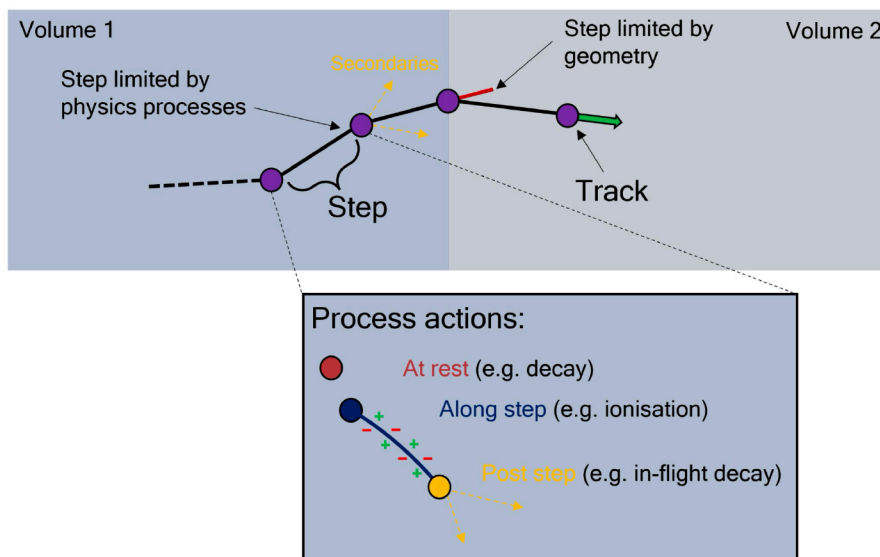 Volume 1
Volume 2
Step limited by
geometry
Secondaries
Step limited by
physics processes
Step
Track
Process actions:
At rest (e.g. decay)
Along step (e.g. ionisation)
Post step (e.g. in-flight decay)